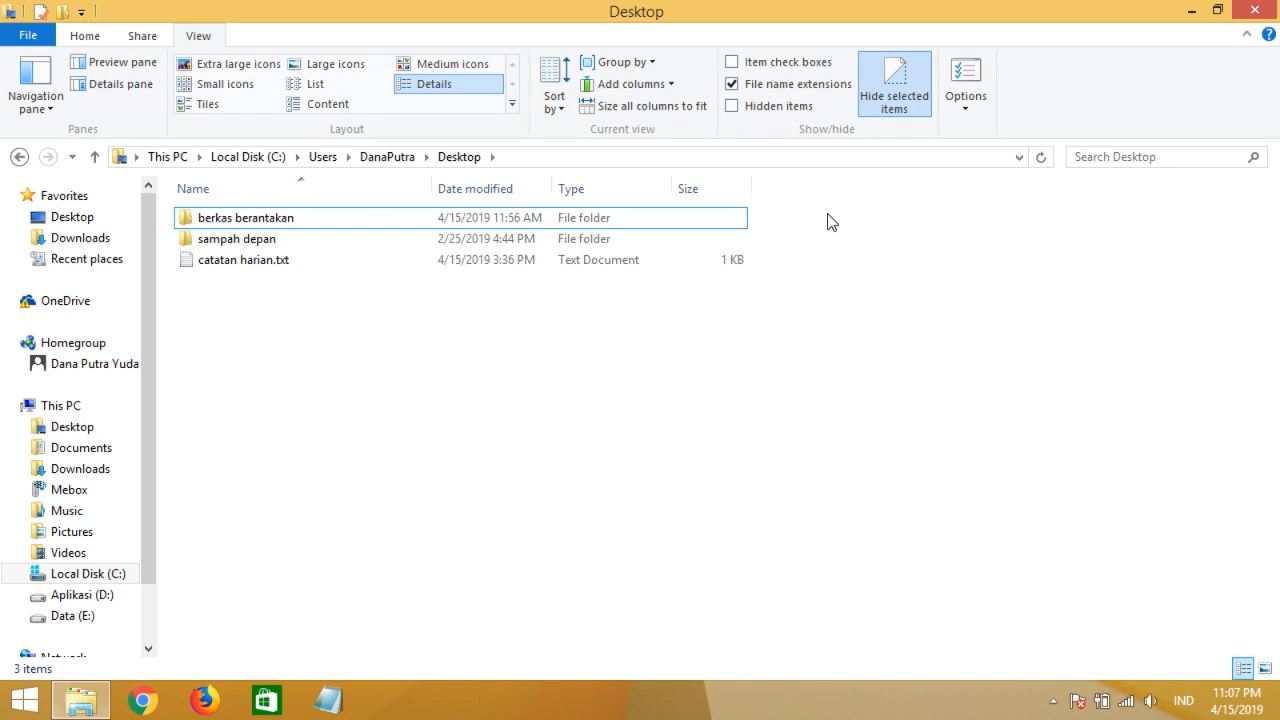 Desktop
File Home Share View
Navigation pane
Preview pane
Details pane
Panes
Extra large icons Large icons Medium icons
Small icons List Details
Tiles Content
Layout
Sort by
Group by
Add columns
Size all columns to fit
Current view
Item check boxes
File name extensions
Hidden items
Hide selected items
Show/hide
Options
This PC Local Disk (C:) Users DanaPutra Desktop
Search Desktop
Name Date modified Type Size
berkas berantakan 4/15/2019 11:56 AM File folder
sampah depan 2/25/2019 4:44 PM File folder
catatan harian.txt 4/15/2019 3:36 PM Text Document 1 KB
Favorites
Desktop
Downloads
Recent places
OneDrive
Homegroup
Dana Putra Yuda
This PC
Desktop
Documents
Downloads
Mebox
Music
Pictures
Videos
Local Disk (C:)
Aplikasi (D:)
Data (E:)
3 items
IND
11:07 PM
4/15/2019